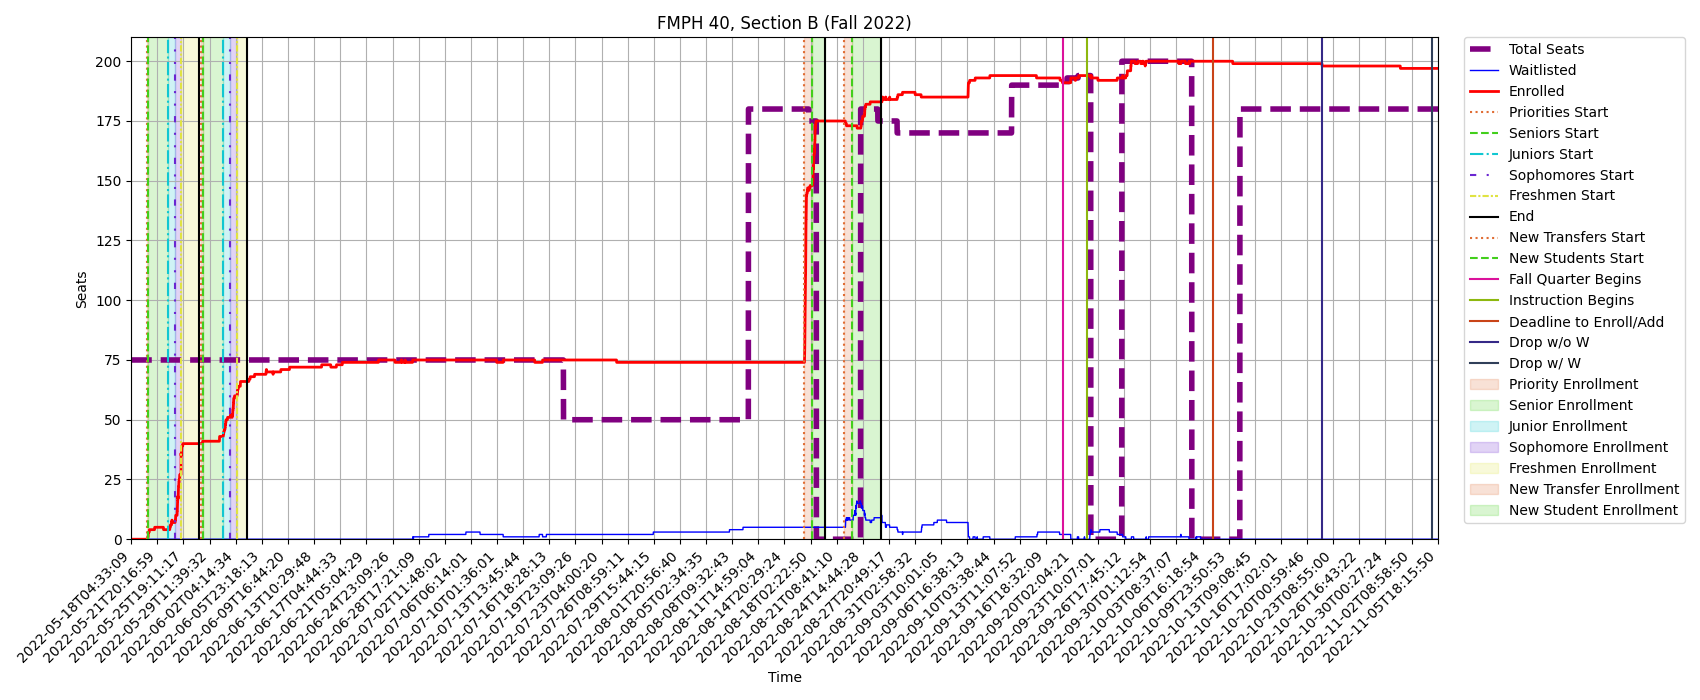 FMPH 40, Section B (Fall 2022)
Seats
200
175
150
125
100
75
50
25
0
2022-05-18T04:33:09
2022-05-21T20:16:59
2022-05-25T19:11:17
2022-05-29T11:39:32
2022-06-02T04:14:34
2022-06-05T23:18:13
2022-06-09T16:44:20
2022-06-13T10:29:48
2022-06-17T04:44:33
2022-06-21T05:04:29
2022-06-24T23:09:26
2022-06-28T17:21:09
2022-07-02T11:48:02
2022-07-06T06:14:01
2022-07-10T01:36:01
2022-07-13T13:45:44
2022-07-16T18:28:13
2022-07-19T23:09:26
2022-07-23T04:00:20
2022-07-26T08:59:11
2022-07-29T15:44:15
2022-08-01T20:56:40
2022-08-05T02:34:35
2022-08-08T09:32:43
2022-08-11T14:59:04
2022-08-14T20:29:24
2022-08-18T02:22:50
2022-08-21T08:41:10
2022-08-24T14:44:28
2022-08-27T20:49:17
2022-08-31T02:58:32
2022-09-03T10:01:05
2022-09-06T16:38:13
2022-09-10T03:38:44
2022-09-13T11:07:52
2022-09-16T18:32:09
2022-09-20T02:04:21
2022-09-23T10:07:01
2022-09-26T17:45:12
2022-09-30T01:12:54
2022-10-03T08:37:07
2022-10-06T16:18:54
2022-10-09T23:50:53
2022-10-13T09:08:45
2022-10-16T17:02:01
2022-10-20T00:59:46
2022-10-23T08:55:00
2022-10-26T16:43:22
2022-10-30T00:27:24
2022-11-02T08:58:50
2022-11-05T18:15:50
Time
Total Seats
Waitlisted
Enrolled
Priorities Start
Seniors Start
Juniors Start
Sophomores Start
Freshmen Start
End
New Transfers Start
New Students Start
Fall Quarter Begins
Instruction Begins
Deadline to Enroll/Add
Drop w/o W
Drop w/ W
Priority Enrollment
Senior Enrollment
Junior Enrollment
Sophomore Enrollment
Freshmen Enrollment
New Transfer Enrollment
New Student Enrollment